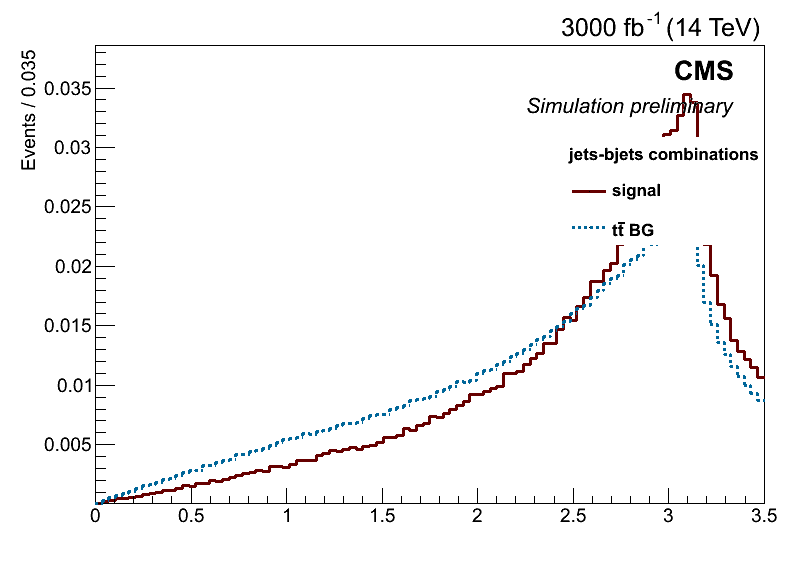 3000 fb⁻¹ (14 TeV)
CMS
Simulation preliminary
Events / 0.035
jets-bjets combinations
signal
tt̄ BG
0.035
0.03
0.025
0.02
0.015
0.01
0.005
0 0.5 1 1.5 2 2.5 3 3.5